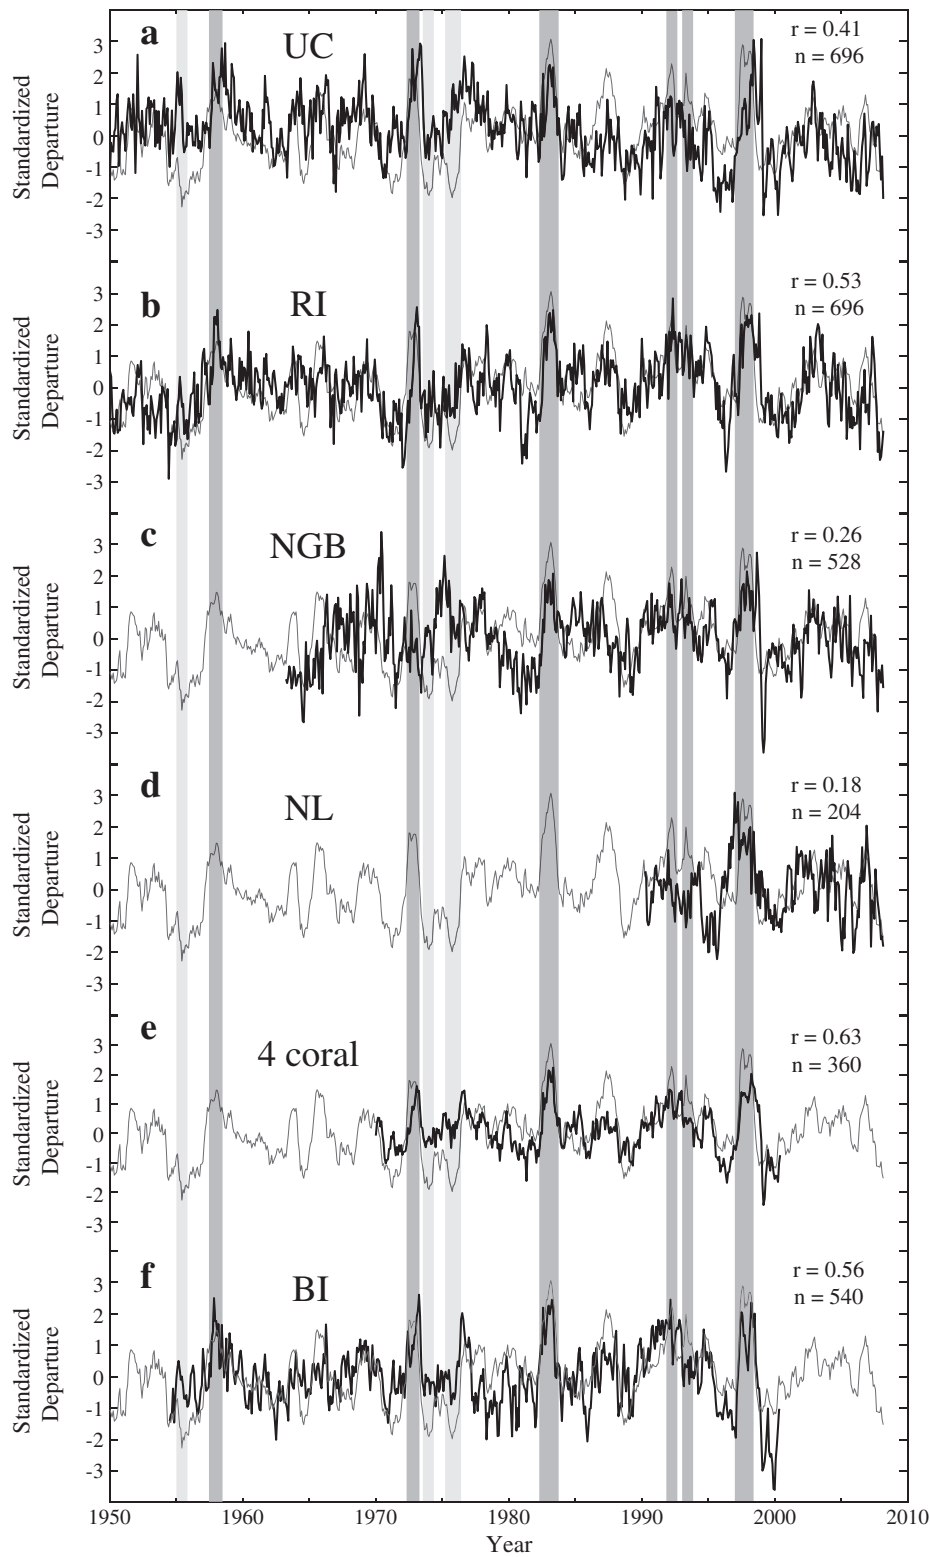 a
UC
r = 0.41
n = 696
3
2
1
0
-1
-2
-3
Standardized
Departure
b
RI
r = 0.53
n = 696
3
2
1
0
-1
-2
-3
Standardized
Departure
c
NGB
r = 0.26
n = 528
3
2
1
0
-1
-2
-3
Standardized
Departure
d
NL
r = 0.18
n = 204
3
2
1
0
-1
-2
-3
Standardized
Departure
e
4 coral
r = 0.63
n = 360
3
2
1
0
-1
-2
-3
Standardized
Departure
f
BI
r = 0.56
n = 540
3
2
1
0
-1
-2
-3
Standardized
Departure
1950 1960 1970 1980 1990 2000 2010
Year